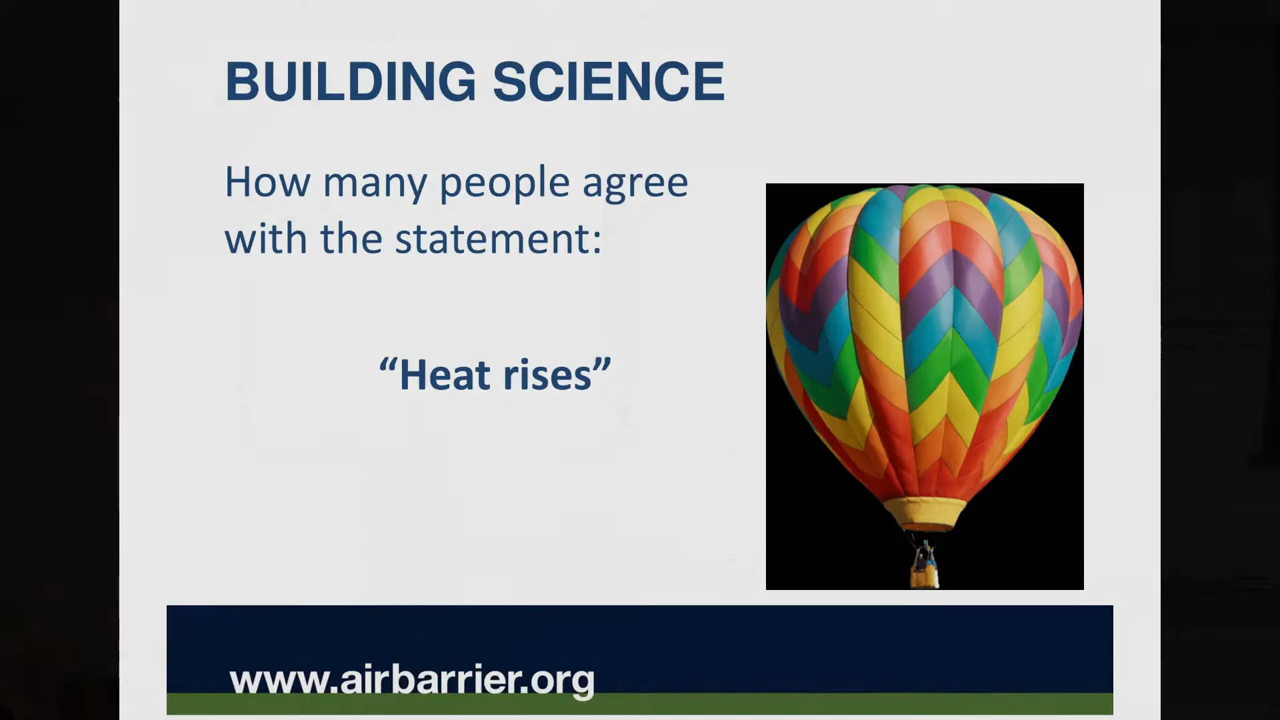 BUILDING SCIENCE
How many people agree
with the statement:
“Heat rises”
www.airbarrier.org